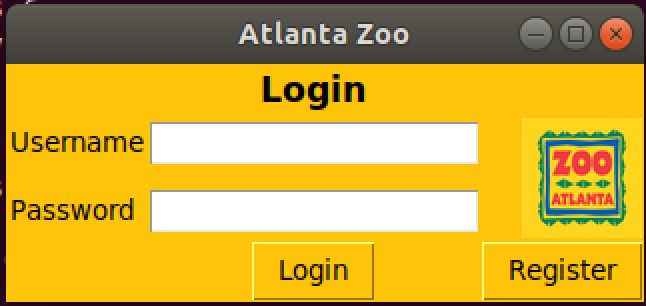 Atlanta Zoo
Login
Username
ZOO
ATLANTA
Password
Login Register